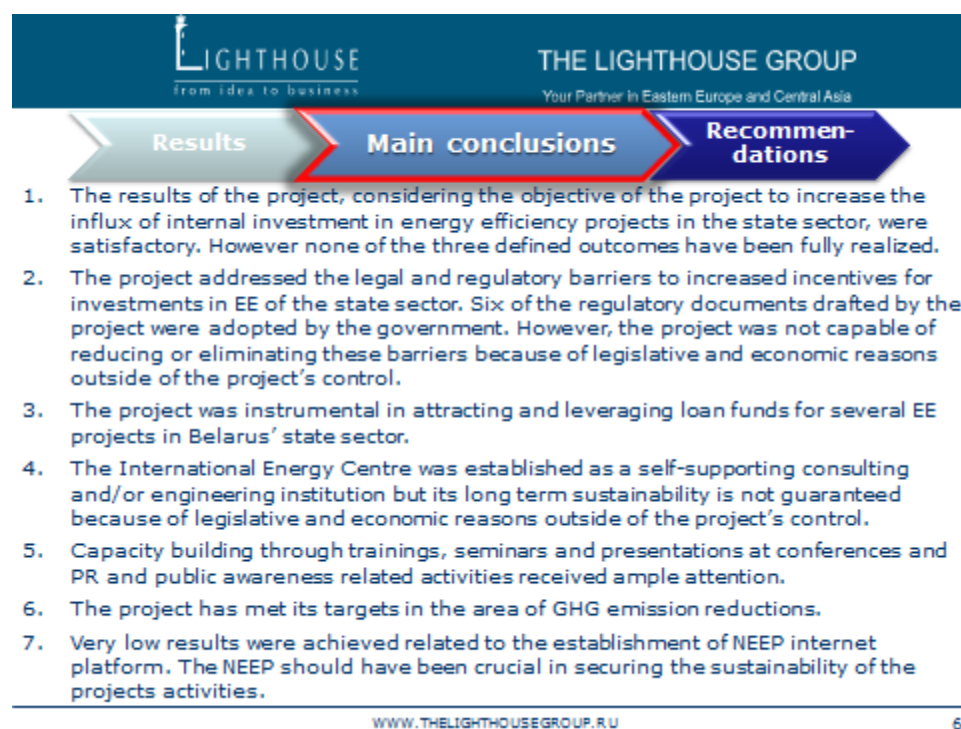 LIGHTHOUSE
from idea to business
THE LIGHTHOUSE GROUP
Your Partner in Eastern Europe and Central Asia
Results
Main conclusions
Recommen-
dations
1. The results of the project, considering the objective of the project to increase the
influx of internal investment in energy efficiency projects in the state sector, were
satisfactory. However none of the three defined outcomes have been fully realized.
2. The project addressed the legal and regulatory barriers to increased incentives for
investments in EE of the state sector. Six of the regulatory documents drafted by the
project were adopted by the government. However, the project was not capable of
reducing or eliminating these barriers because of legislative and economic reasons
outside of the project's control.
3. The project was instrumental in attracting and leveraging loan funds for several EE
projects in Belarus' state sector.
4. The International Energy Centre was established as a self-supporting consulting
and/or engineering institution but its long term sustainability is not guaranteed
because of legislative and economic reasons outside of the project's control.
5. Capacity building through trainings, seminars and presentations at conferences and
PR and public awareness related activities received ample attention.
6. The project has met its targets in the area of GHG emission reductions.
7. Very low results were achieved related to the establishment of NEEP internet
platform. The NEEP should have been crucial in securing the sustainability of the
projects activities.
WWW.THELIGHTHOUSEGROUP.RU
6